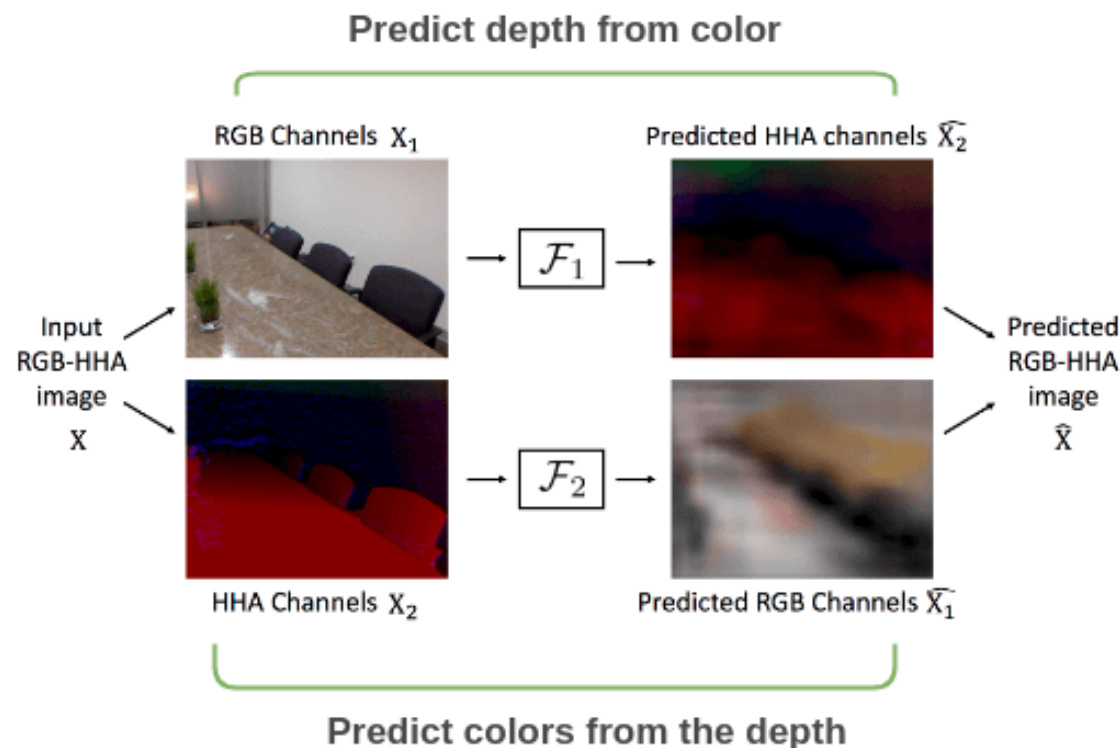 Predict depth from color
RGB Channels X₁
Predicted HHA channels X̂₂
ℱ₁
Input
RGB-HHA
image
X
Predicted
RGB-HHA
image
X̂
ℱ₂
HHA Channels X₂
Predicted RGB Channels X̂₁
Predict colors from the depth